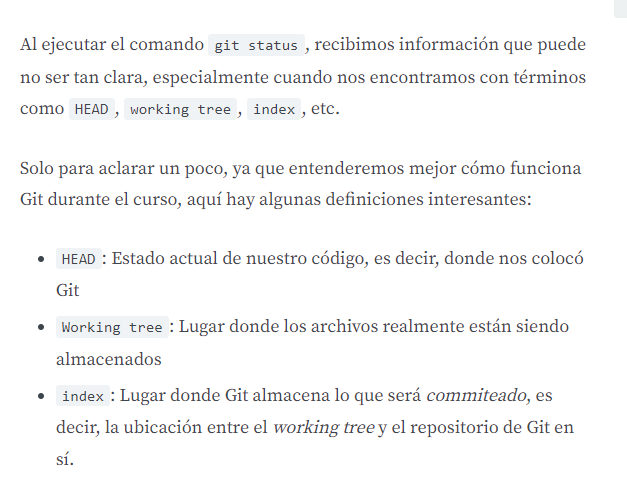 Al ejecutar el comando git status, recibimos información que puede
no ser tan clara, especialmente cuando nos encontramos con términos
como HEAD, working tree, index, etc.
Solo para aclarar un poco, ya que entenderemos mejor cómo funciona
Git durante el curso, aquí hay algunas definiciones interesantes:
• HEAD: Estado actual de nuestro código, es decir, donde nos colocó
Git
• Working tree: Lugar donde los archivos realmente están siendo
almacenados
• index: Lugar donde Git almacena lo que será commiteado, es
decir, la ubicación entre el working tree y el repositorio de Git en
sí.